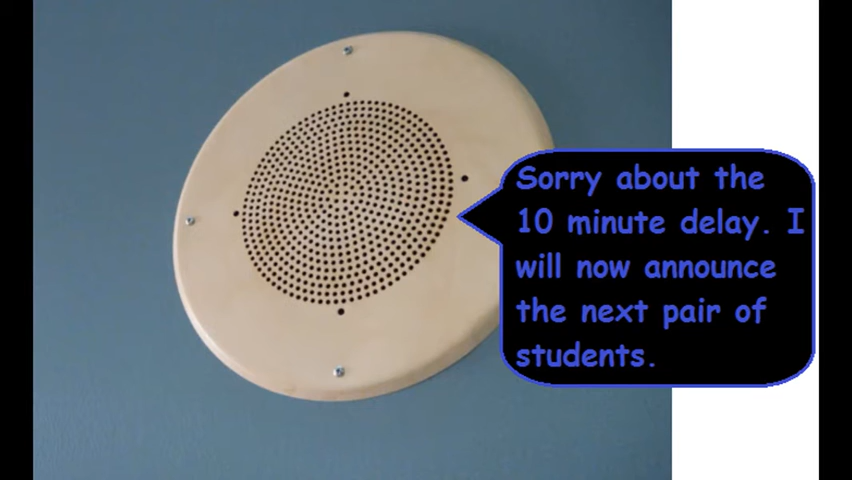 Sorry about the
10 minute delay. I
will now announce
the next pair of
students.